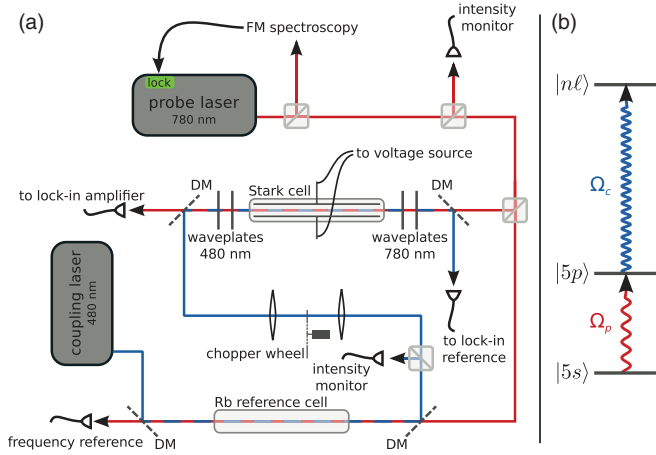 (a)
FM spectroscopy
intensity
monitor
(b)
lock
probe laser
780 nm
|nℓ⟩
to voltage source
DM
Stark cell
DM
to lock-in amplifier
waveplates
480 nm
waveplates
780 nm
Ω_c
coupling laser
480 nm
|5p⟩
chopper wheel
to lock-in
reference
intensity
monitor
Ω_p
|5s⟩
Rb reference cell
frequency reference
DM
DM